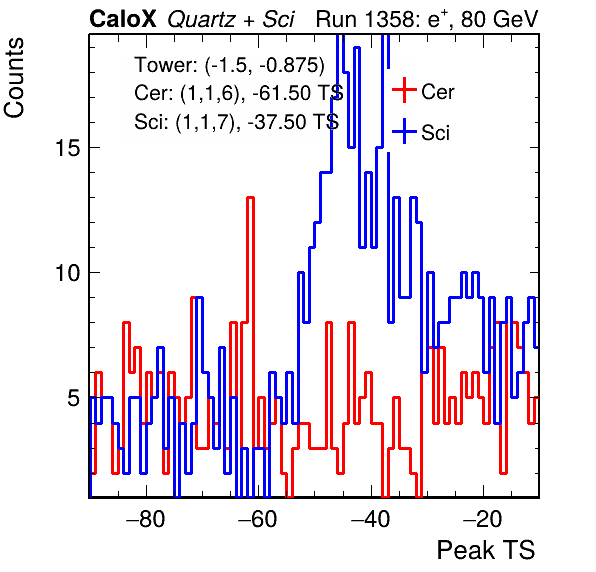 CaloX Quartz + Sci Run 1358: e+, 80 GeV
Counts
Tower: (-1.5, -0.875)
Cer: (1,1,6), -61.50 TS
Sci: (1,1,7), -37.50 TS
Cer
Sci
15
10
5
−80 −60 −40 −20
Peak TS